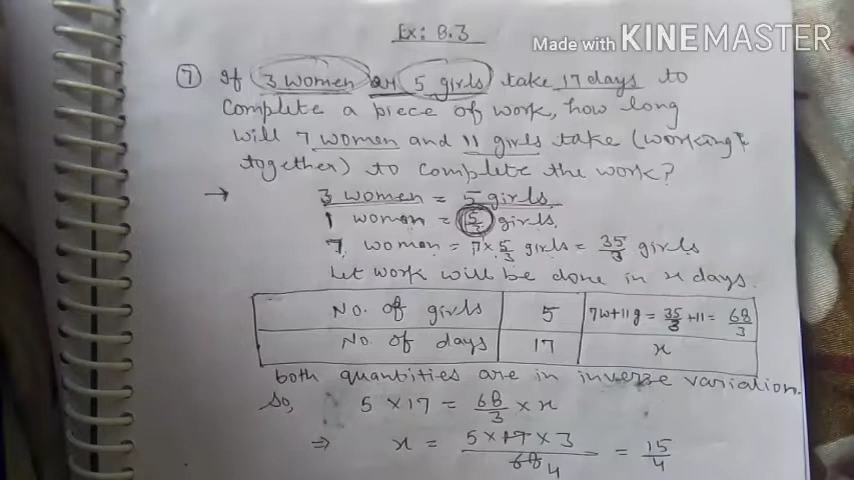 Ex: 8.3
Made with KINEMASTER
7 If 3 women or 5 girls take 17 days to
complete a piece of work, how long
will 7 women and 11 girls take (working
together) to complete the work?
→ 3 women = 5 girls
1 women = 5/3 girls
7 women = 7 × 5/3 girls = 35/3 girls
Let work will be done in x days.
No. of girls 5 7w+11g = 35/3 + 11 = 68/3
No. of days 17 x
both quantities are in inverse variation.
So, 5 × 17 = 68/3 × x
⇒ x = 5 × 17 × 3 / 68 4 = 15/4